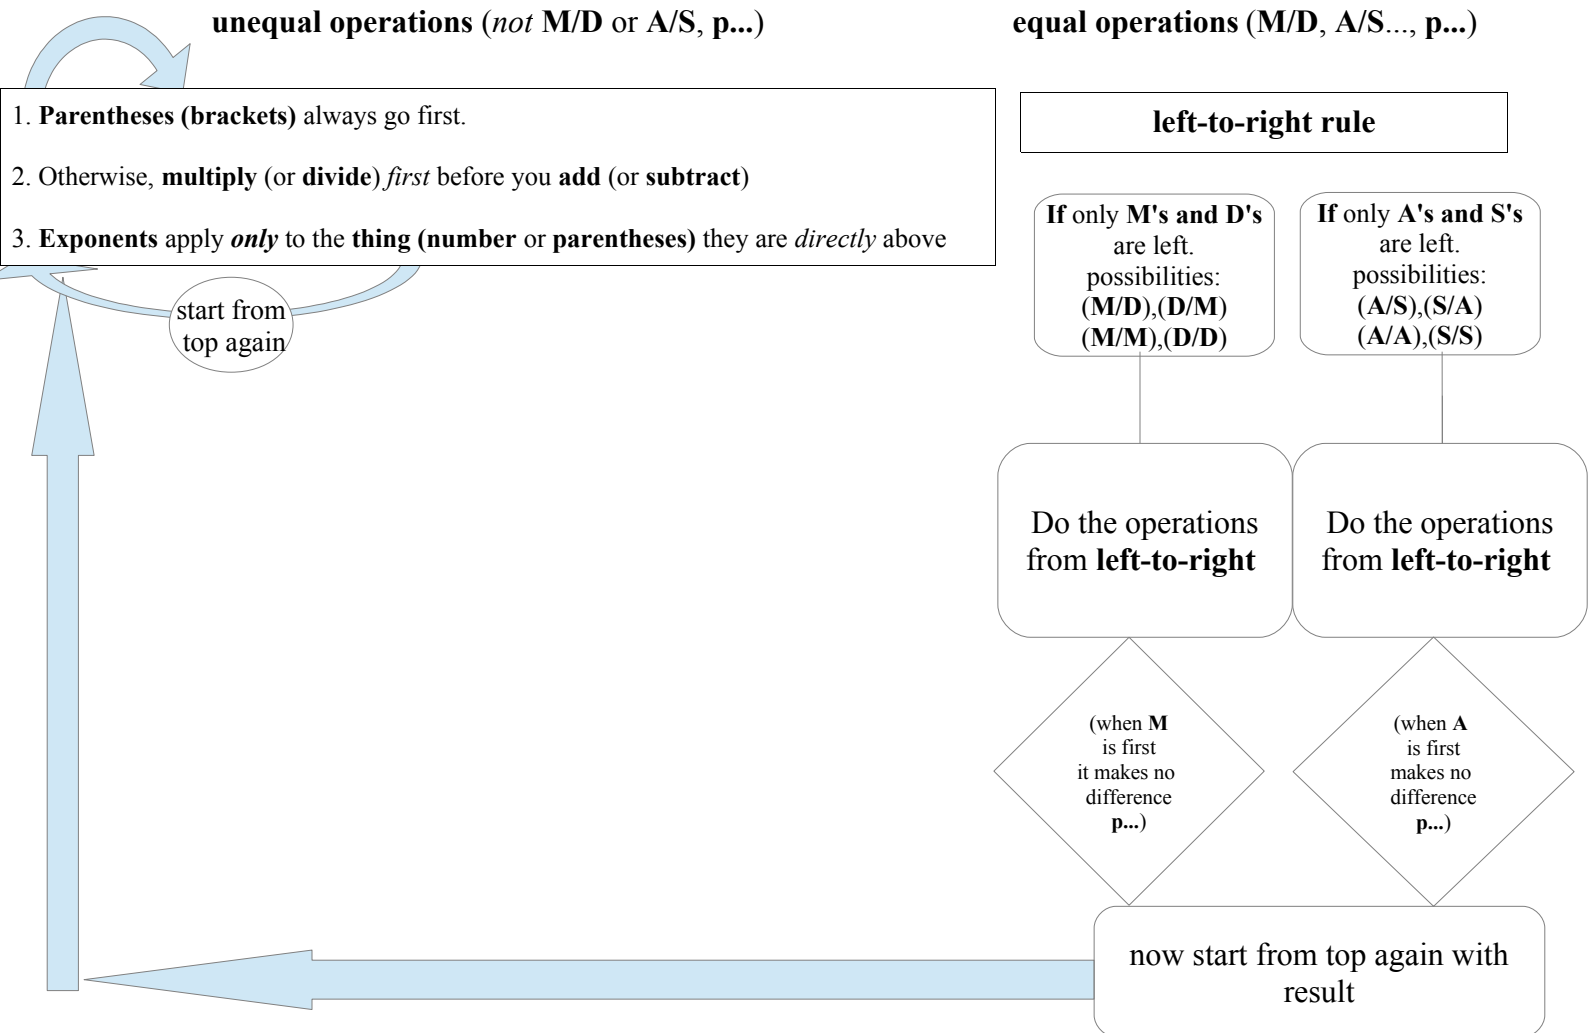 unequal operations (not M/D or A/S, p...)
equal operations (M/D, A/S..., p...)
1. Parentheses (brackets) always go first.
2. Otherwise, multiply (or divide) first before you add (or subtract)
3. Exponents apply only to the thing (number or parentheses) they are directly above
start from
top again
left-to-right rule
If only M's and D's
are left.
possibilities:
(M/D),(D/M)
(M/M),(D/D)
If only A's and S's
are left.
possibilities:
(A/S),(S/A)
(A/A),(S/S)
Do the operations
from left-to-right
Do the operations
from left-to-right
(when M
is first
it makes no
difference
p...)
(when A
is first
makes no
difference
p...)
now start from top again with
result